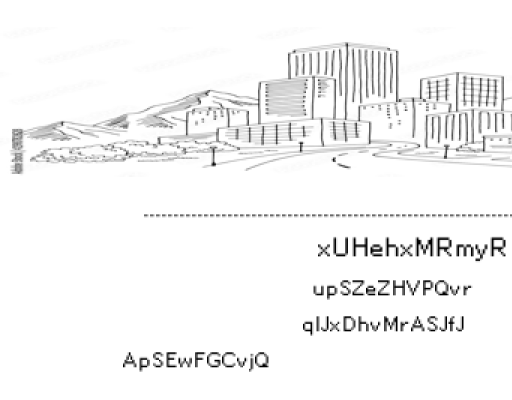 xUHehxMRmyR
upSZeZHVPQvr
qIJxDhvMrASJfJ
ApSEwFGCvjQ